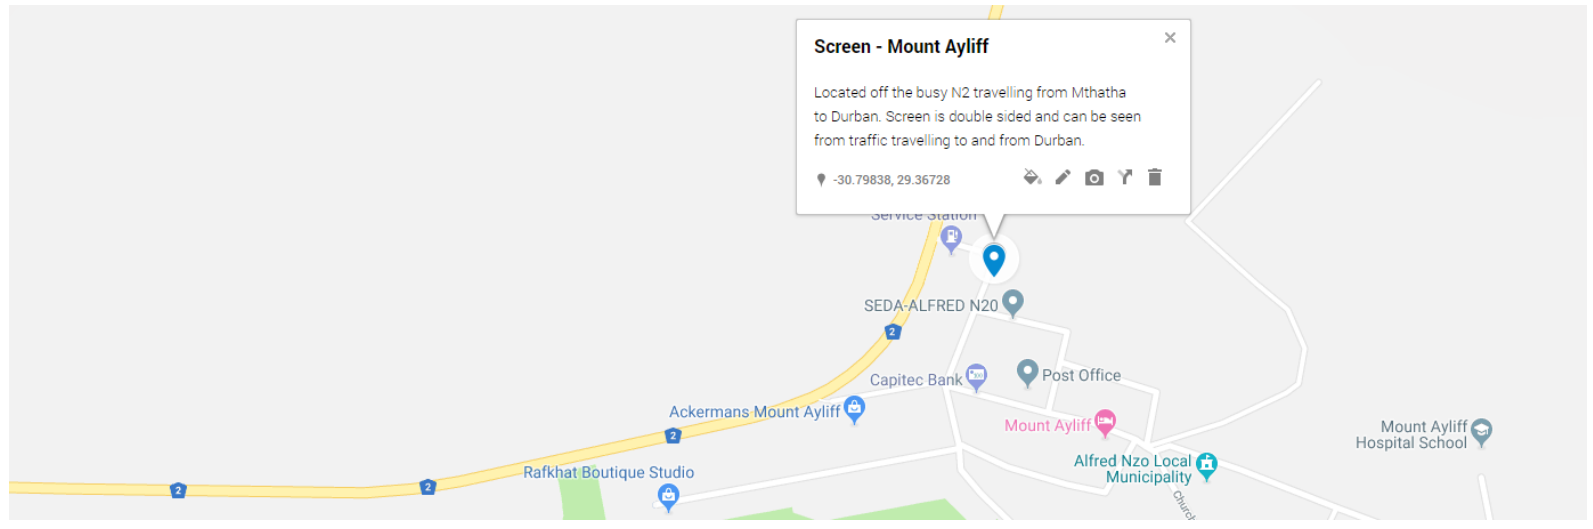 Screen - Mount Ayliff
Located off the busy N2 travelling from Mthatha
to Durban. Screen is double sided and can be seen
from traffic travelling to and from Durban.
-30.79838, 29.36728
Service Station
SEDA-ALFRED N20
2
Capitec Bank
Post Office
Ackermans Mount Ayliff
Mount Ayliff
Mount Ayliff
Hospital School
2
Alfred Nzo Local
Municipality
Rafkhat Boutique Studio
2
2
Church